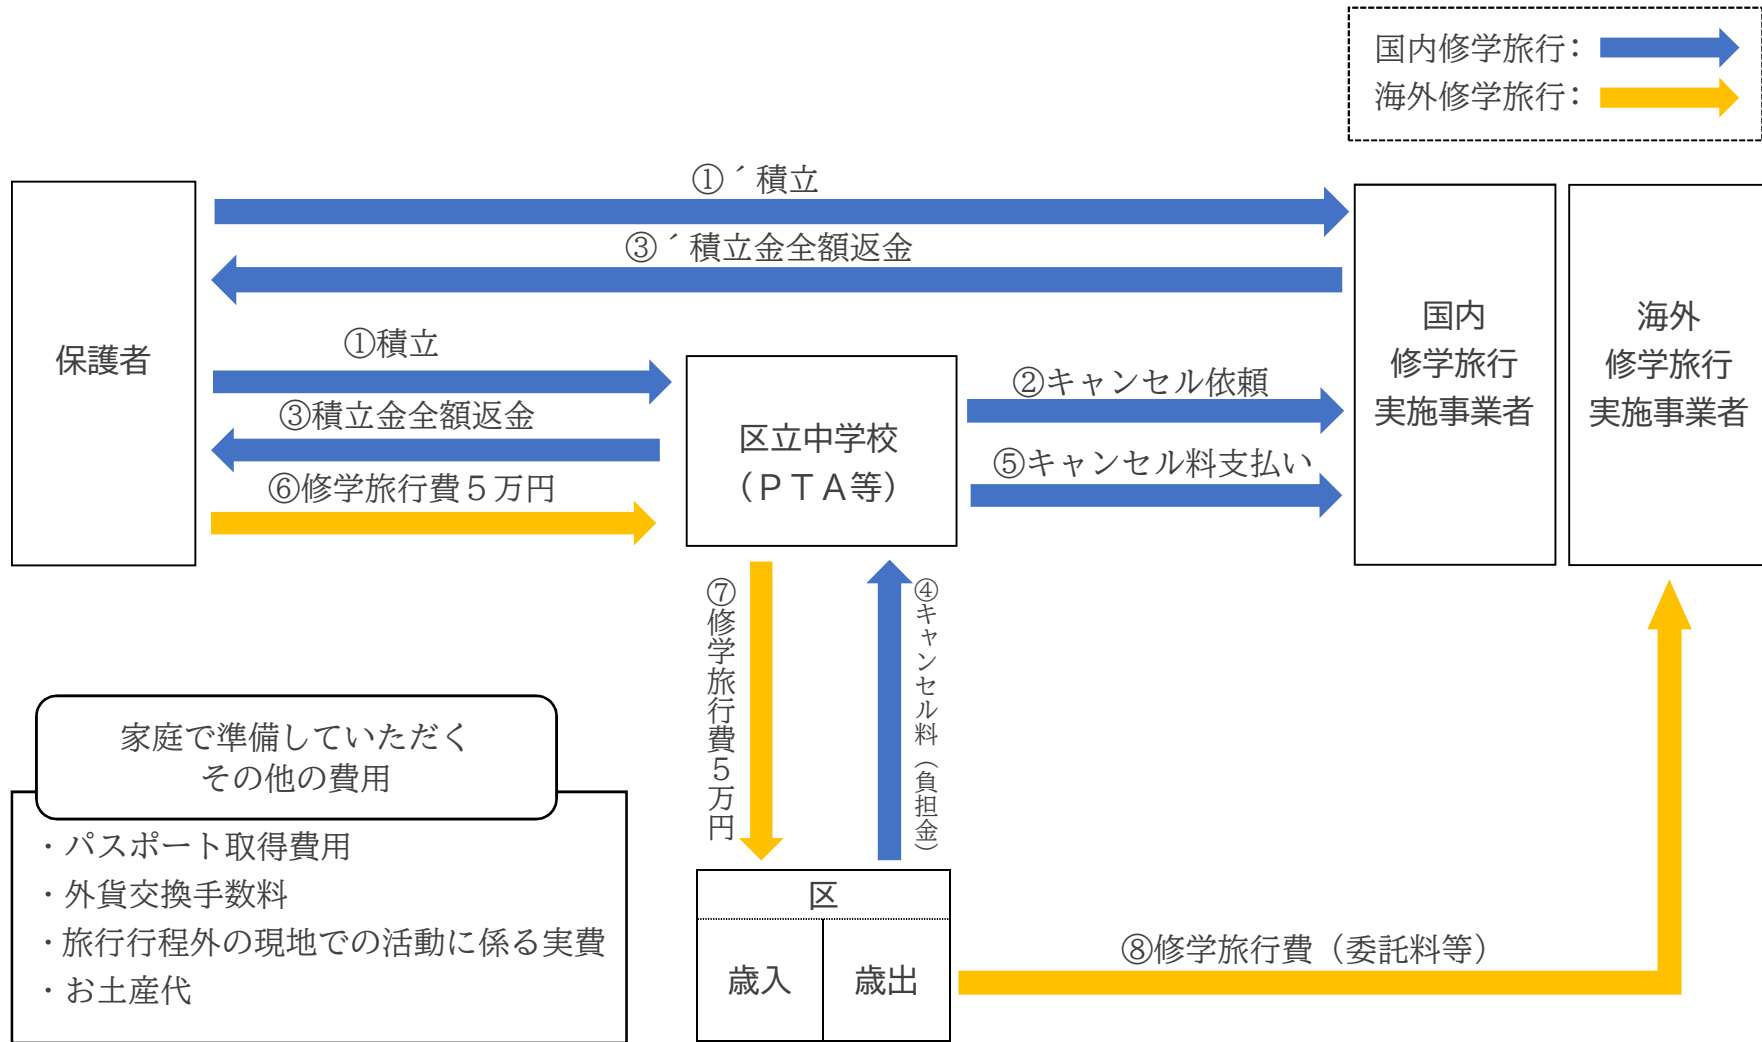 国内修学旅行：
海外修学旅行：
①´積立
③´積立金全額返金
保護者
①積立
③積立金全額返金
⑥修学旅行費５万円
区立中学校
（ＰＴＡ等）
②キャンセル依頼
⑤キャンセル料支払い
国内
修学旅行
実施事業者
海外
修学旅行
実施事業者
⑦修学旅行費５万円
④キャンセル料（負担金）
家庭で準備していただく
その他の費用
・パスポート取得費用
・外貨交換手数料
・旅行行程外の現地での活動に係る実費
・お土産代
区
歳入
歳出
⑧修学旅行費（委託料等）